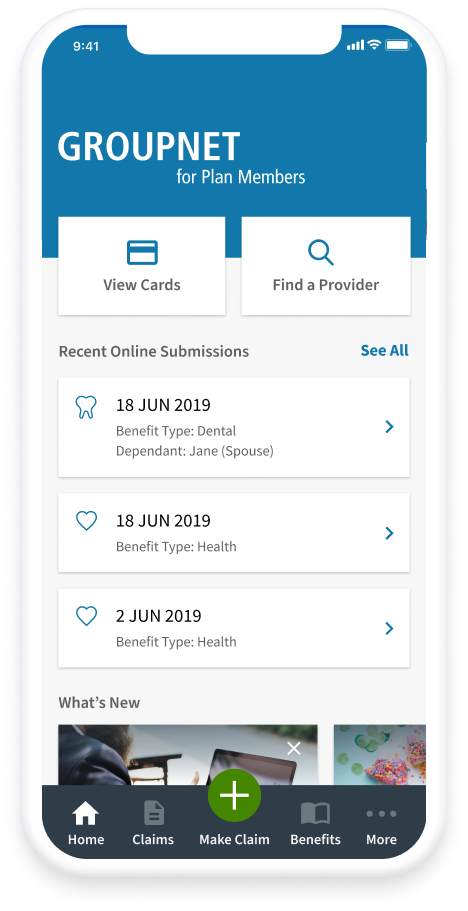 9:41
GROUPNET
for Plan Members
View Cards
Find a Provider
Recent Online Submissions
See All
18 JUN 2019
Benefit Type: Dental
Dependant: Jane (Spouse)
18 JUN 2019
Benefit Type: Health
2 JUN 2019
Benefit Type: Health
What’s New
Home
Claims
Make Claim
Benefits
More